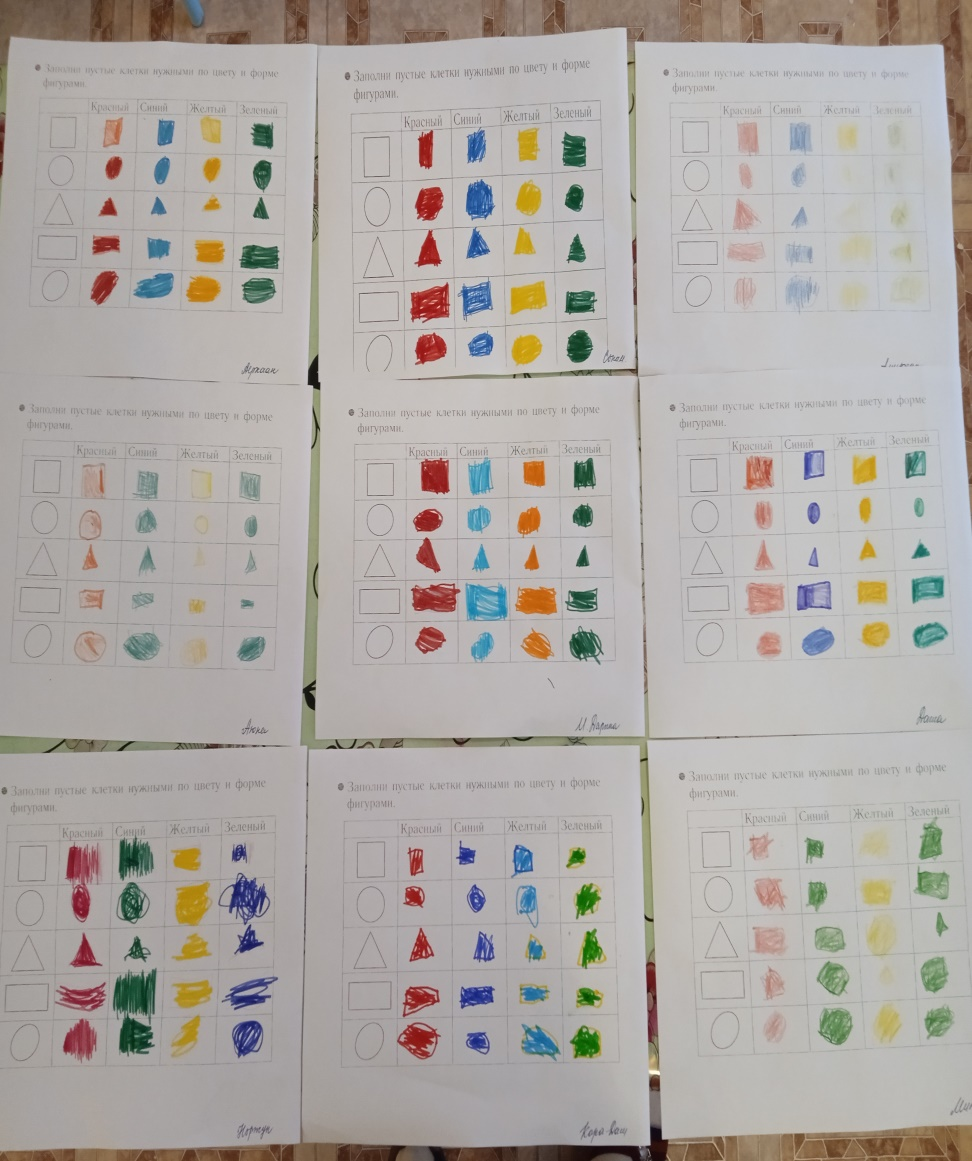 Заполни пустые клетки нужными по цвету и форме
фигурами.
Красный Синий Желтый Зеленый
Айраан
Заполни пустые клетки нужными по цвету и форме
фигурами.
Красный Синий Желтый Зеленый
Заполни пустые клетки нужными по цвету и форме
фигурами.
Красный Синий Желтый Зеленый
Заполни пустые клетки нужными по цвету и форме
фигурами.
Красный Синий Желтый Зеленый
Заполни пустые клетки нужными по цвету и форме
фигурами.
Красный Синий Желтый Зеленый
М Дарина
Заполни пустые клетки нужными по цвету и форме
фигурами.
Красный Синий Желтый Зеленый
Даша
Заполни пустые клетки нужными по цвету и форме
фигурами.
Красный Синий Желтый Зеленый
Заполни пустые клетки нужными по цвету и форме
фигурами.
Красный Синий Желтый Зеленый
Заполни пустые клетки нужными по цвету и форме
фигурами.
Красный Синий Желтый Зеленый